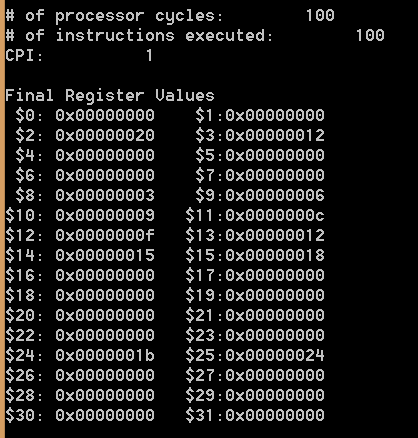 # of processor cycles: 100
# of instructions executed: 100
CPI: 1
Final Register Values
$0: 0x00000000 $1:0x00000000
$2: 0x00000020 $3:0x00000012
$4: 0x00000000 $5:0x00000000
$6: 0x00000000 $7:0x00000000
$8: 0x00000003 $9:0x00000006
$10: 0x00000009 $11:0x0000000c
$12: 0x0000000f $13:0x00000012
$14: 0x00000015 $15:0x00000018
$16: 0x00000000 $17:0x00000000
$18: 0x00000000 $19:0x00000000
$20: 0x00000000 $21:0x00000000
$22: 0x00000000 $23:0x00000000
$24: 0x0000001b $25:0x00000024
$26: 0x00000000 $27:0x00000000
$28: 0x00000000 $29:0x00000000
$30: 0x00000000 $31:0x00000000